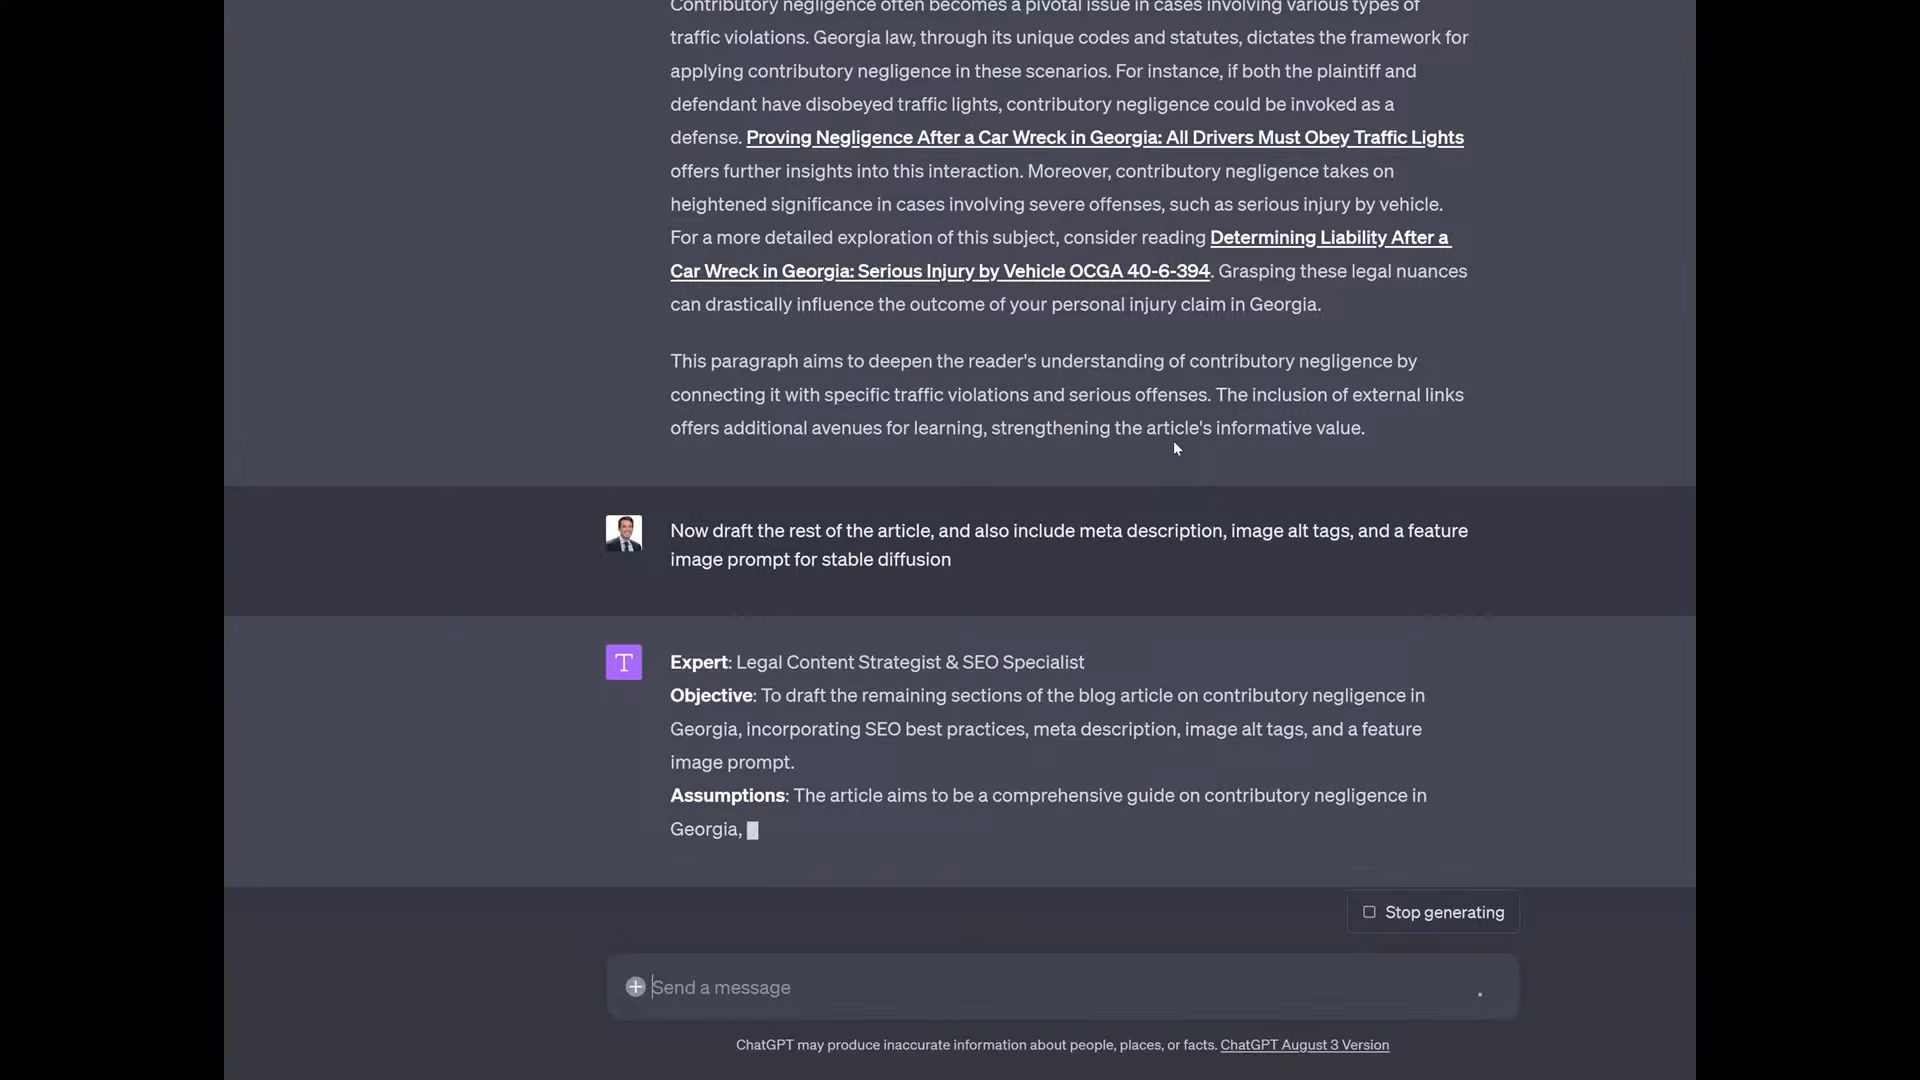 Contributory negligence often becomes a pivotal issue in cases involving various types of
traffic violations. Georgia law, through its unique codes and statutes, dictates the framework for
applying contributory negligence in these scenarios. For instance, if both the plaintiff and
defendant have disobeyed traffic lights, contributory negligence could be invoked as a
defense. Proving Negligence After a Car Wreck in Georgia: All Drivers Must Obey Traffic Lights
offers further insights into this interaction. Moreover, contributory negligence takes on
heightened significance in cases involving severe offenses, such as serious injury by vehicle.
For a more detailed exploration of this subject, consider reading Determining Liability After a
Car Wreck in Georgia: Serious Injury by Vehicle OCGA 40-6-394. Grasping these legal nuances
can drastically influence the outcome of your personal injury claim in Georgia.
This paragraph aims to deepen the reader's understanding of contributory negligence by
connecting it with specific traffic violations and serious offenses. The inclusion of external links
offers additional avenues for learning, strengthening the article's informative value.
Now draft the rest of the article, and also include meta description, image alt tags, and a feature
image prompt for stable diffusion
T
Expert: Legal Content Strategist & SEO Specialist
Objective: To draft the remaining sections of the blog article on contributory negligence in
Georgia, incorporating SEO best practices, meta description, image alt tags, and a feature
image prompt.
Assumptions: The article aims to be a comprehensive guide on contributory negligence in
Georgia,
Stop generating
Send a message
ChatGPT may produce inaccurate information about people, places, or facts. ChatGPT August 3 Version